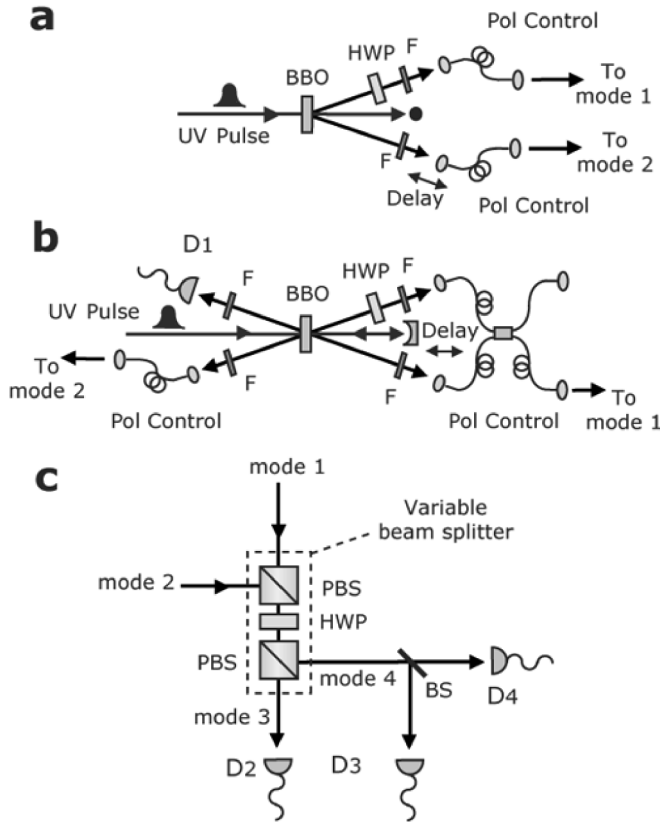 a
Pol Control
HWP
F
BBO
To
mode 1
UV Pulse
To
mode 2
F
Delay
Pol Control
b
D1
F
HWP
F
BBO
UV Pulse
Delay
To
mode 2
F
F
Pol Control
Pol Control
To
mode 1
c
mode 1
Variable
beam splitter
mode 2
PBS
HWP
PBS
mode 4
BS
D4
mode 3
D2
D3